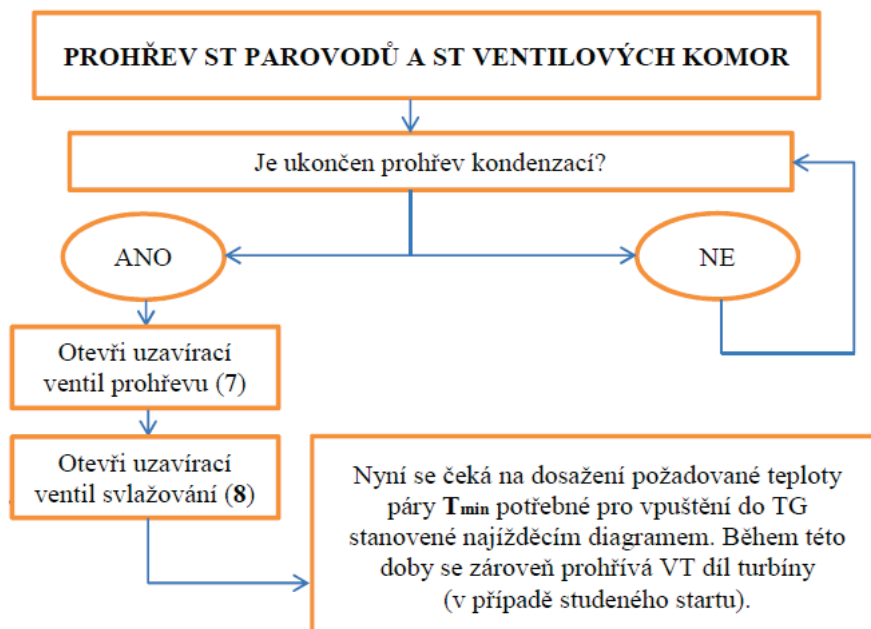 PROHŘEV ST PAROVODŮ A ST VENTILOVÝCH KOMOR
Je ukončen prohřev kondenzací?
ANO
NE
Otevři uzavírací
ventil prohřevu (7)
Otevři uzavírací
ventil svlažování (8)
Nyní se čeká na dosažení požadované teploty
páry Tmin potřebné pro vpuštění do TG
stanovené najížděcím diagramem. Během této
doby se zároveň prohřívá VT díl turbíny
(v případě studeného startu).